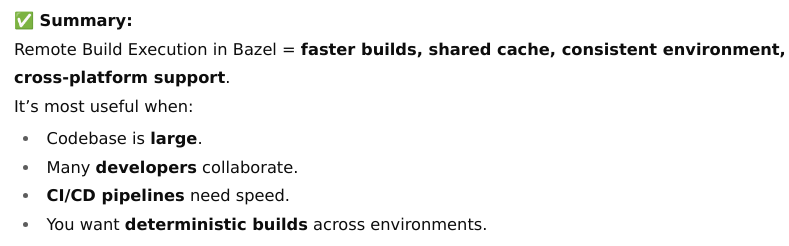 ✅ Summary:
Remote Build Execution in Bazel = faster builds, shared cache, consistent environment,
cross-platform support.
It’s most useful when:
• Codebase is large.
• Many developers collaborate.
• CI/CD pipelines need speed.
• You want deterministic builds across environments.